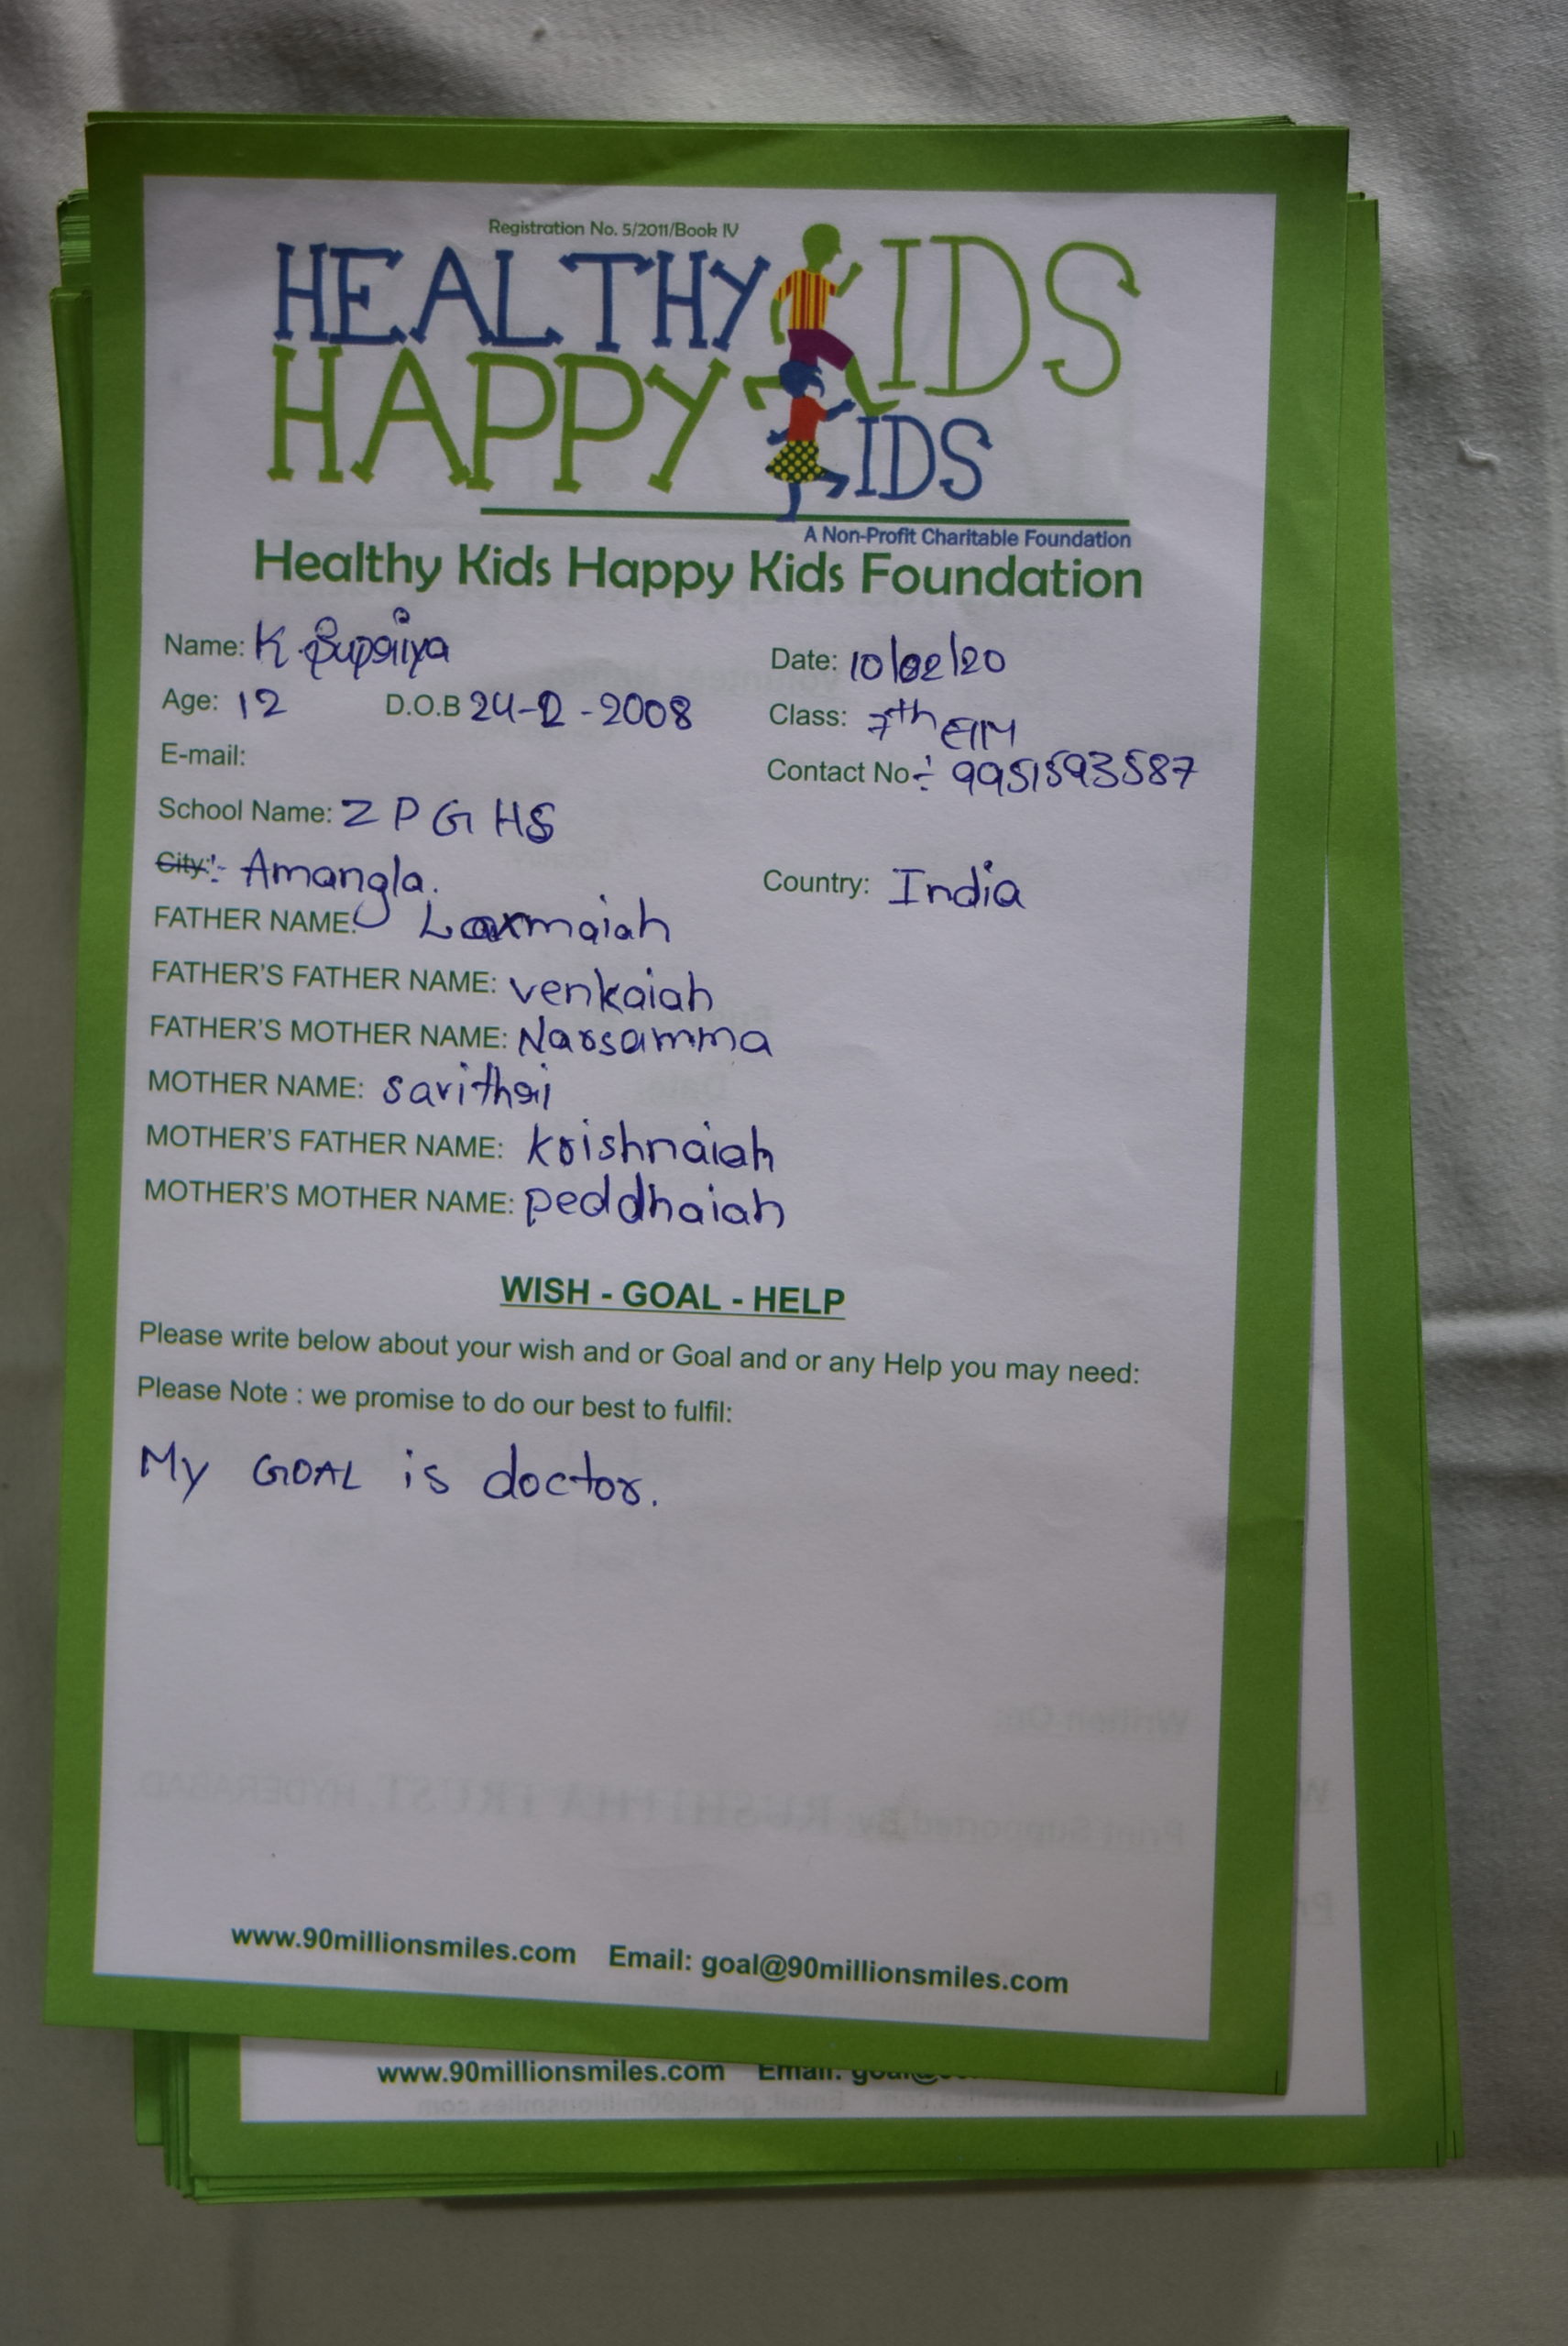 Registration No. 5/2011/Book IV
HEALTHY KIDS
HAPPY KIDS
A Non-Profit Charitable Foundation
Healthy Kids Happy Kids Foundation
Name: K. Supriya Date: 10/02/20
Age: 12 D.O.B 24-12-2008 Class: 7th E/M
E-mail: Contact No: 9951593587
School Name: Z P G HS
City: Amangla. Country: India
FATHER NAME: Laxmaiah
FATHER'S FATHER NAME: venkaiah
FATHER'S MOTHER NAME: Narsamma
MOTHER NAME: savithri
MOTHER'S FATHER NAME: krishnaiah
MOTHER'S MOTHER NAME: peddhaiah
WISH - GOAL - HELP
Please write below about your wish and or Goal and or any Help you may need:
Please Note : we promise to do our best to fulfil:
My GOAL is doctor.
www.90millionsmiles.com Email: goal@90millionsmiles.com
www.90millionsmiles.com Email: